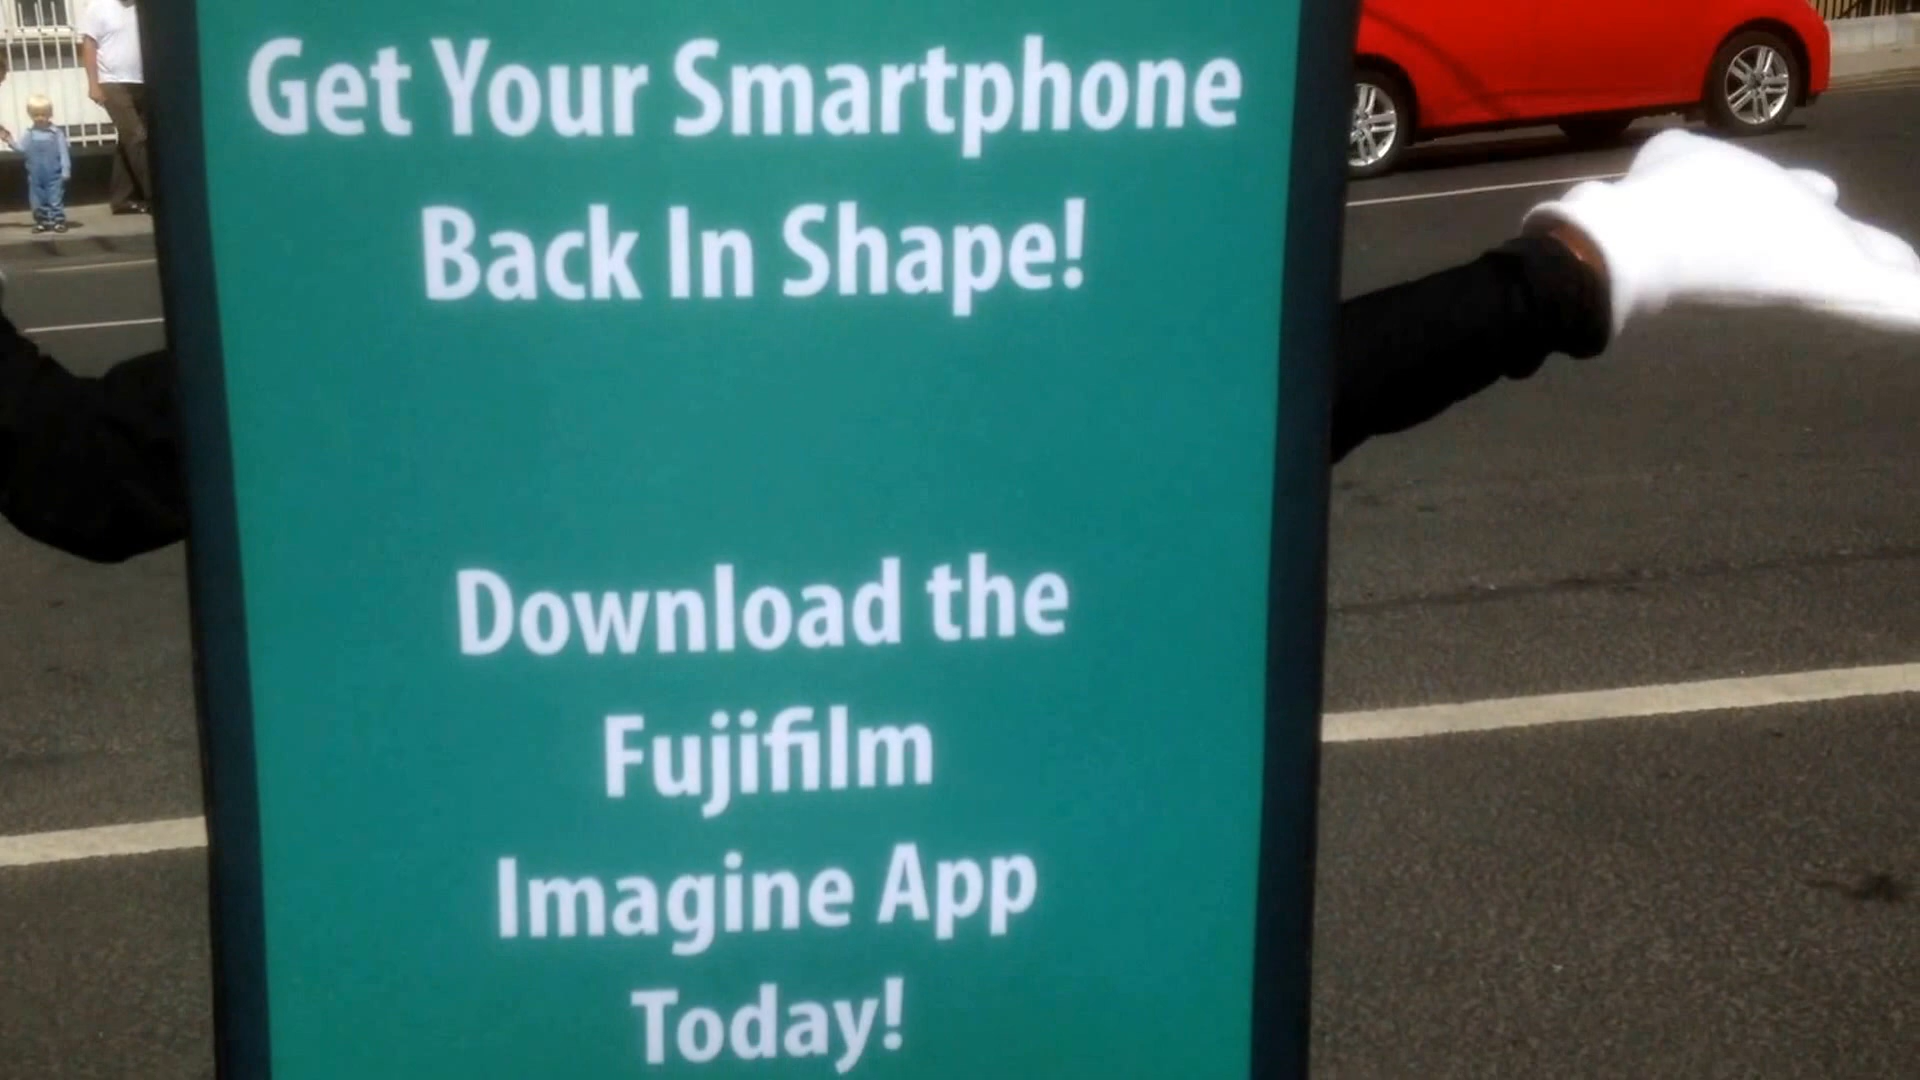 Get Your Smartphone
Back In Shape!
Download the
Fujifilm
Imagine App
Today!